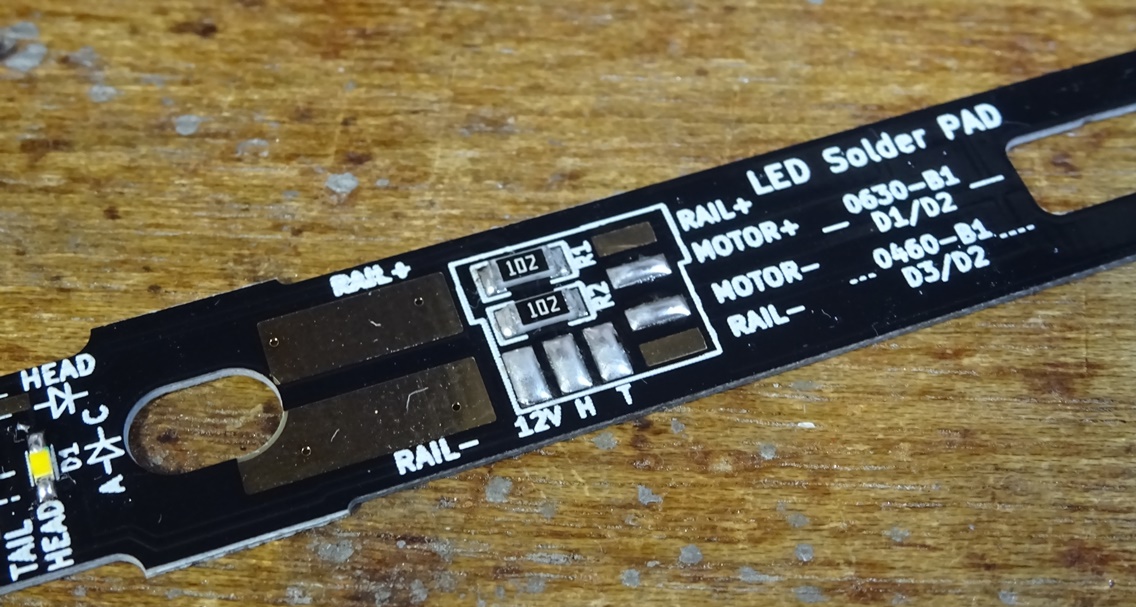 LED Solder PAD
RAIL+
MOTOR+ — 0630-B1 —
D1/D2
MOTOR- ... 0460-B1 ....
D3/D2
RAIL-
RAIL+
102
R1
102
R2
12V H T
RAIL-
HEAD
A C
D1
TAIL
HEAD